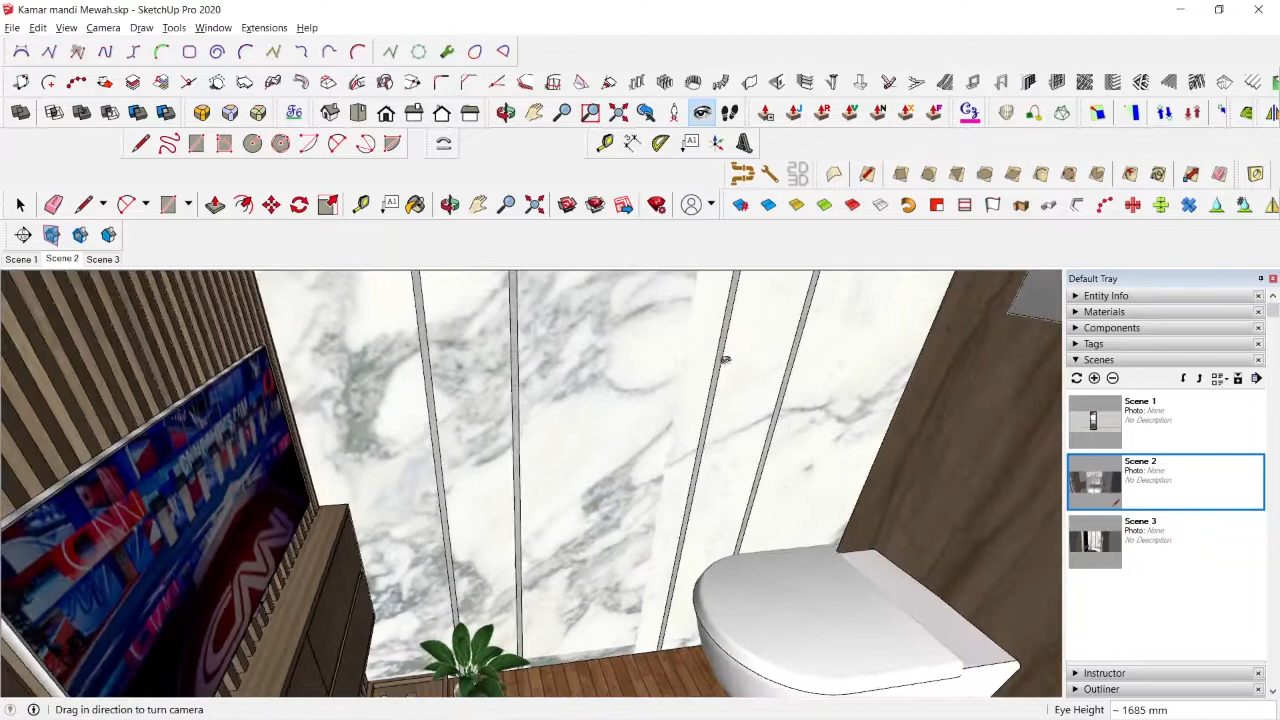 Kamar mandi Mewah.skp - SketchUp Pro 2020
File Edit View Camera Draw Tools Window Extensions Help
A1
A1
Scene 1 Scene 2 Scene 3
Default Tray
Entity Info
Materials
Components
Tags
Scenes
Scene 1
Photo: None
No Description
Scene 2
Photo: None
No Description
Scene 3
Photo: None
No Description
CNN
Instructor
Outliner
Drag in direction to turn camera
Eye Height ~ 1685 mm